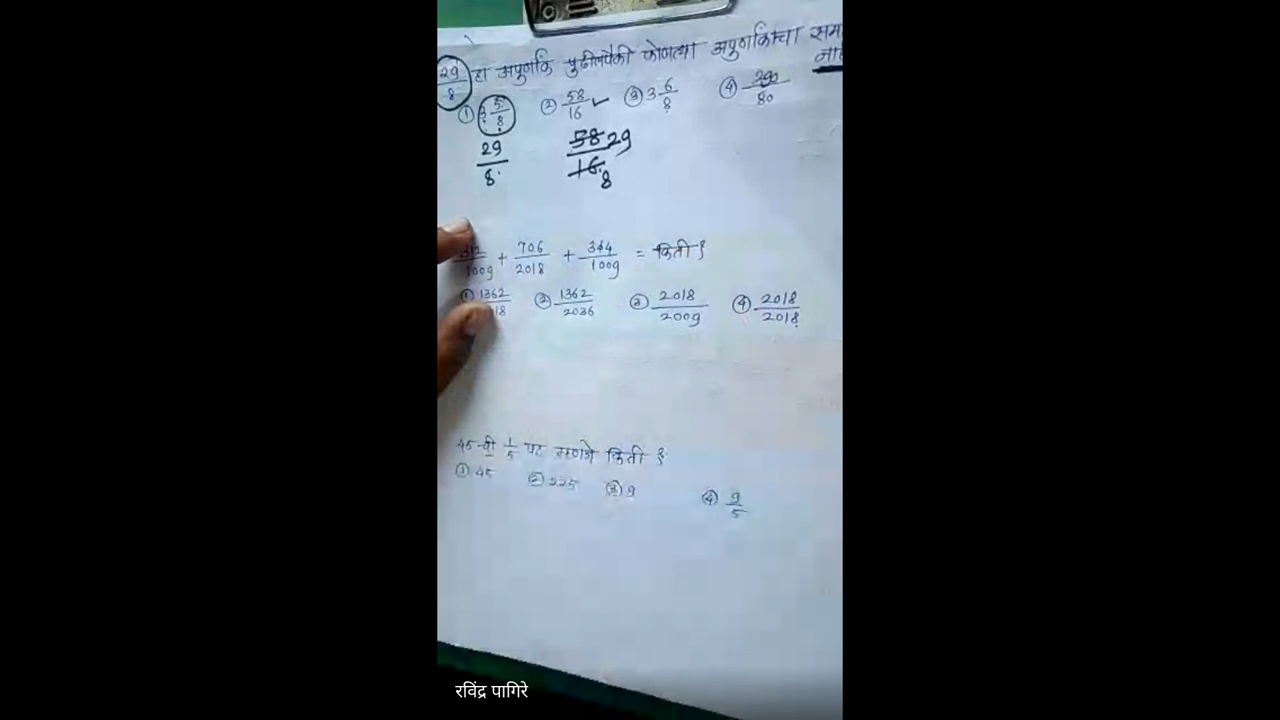 29/8 हा अपुर्णांक पुढीलपैकी कोणत्या अपुर्णांकाचा सम
① 3 5/8 ② 58/16 ✓ ③ 3 6/8 ④ 290/80
29/8 58/16 29/8
/1009 + 706/2018 + 344/1009 = किती ?
① 1362/ 18 ② 1362/2036 ③ 2018/2009 ④ 2018/2018
45 ची 1/5 पट म्हणजे किती ?
① 45 ② 225 ③ 9 ④ 9/5
रविंद्र पागिरे